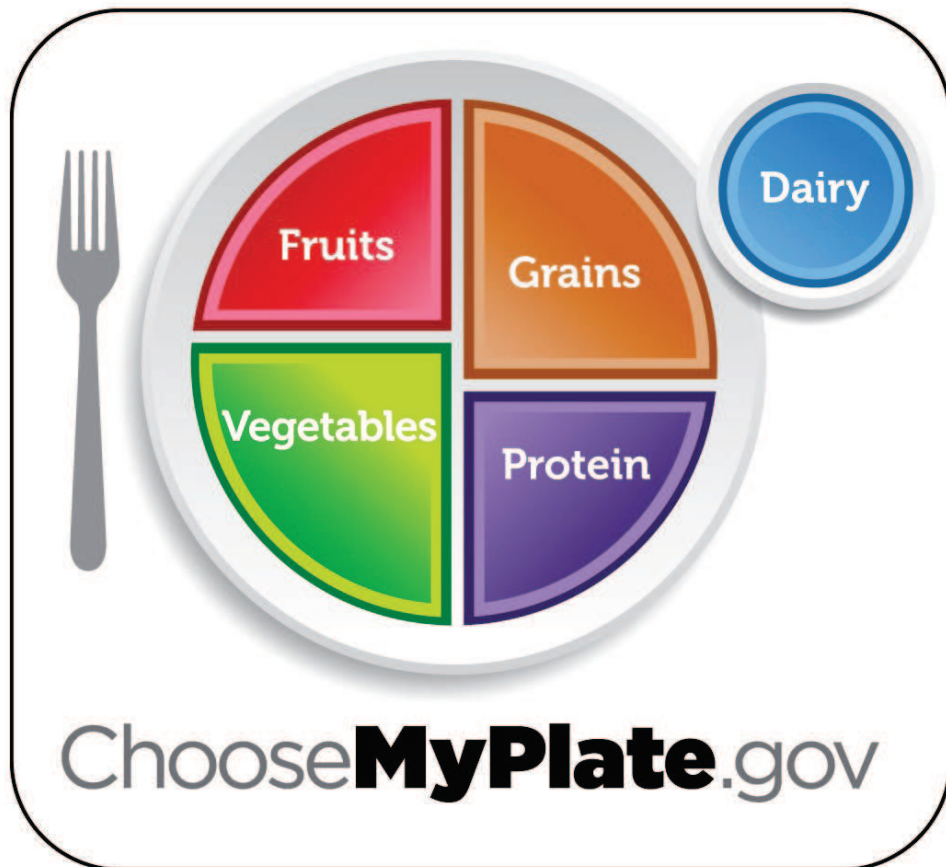 Dairy
Fruits
Grains
Vegetables
Protein
ChooseMyPlate.gov